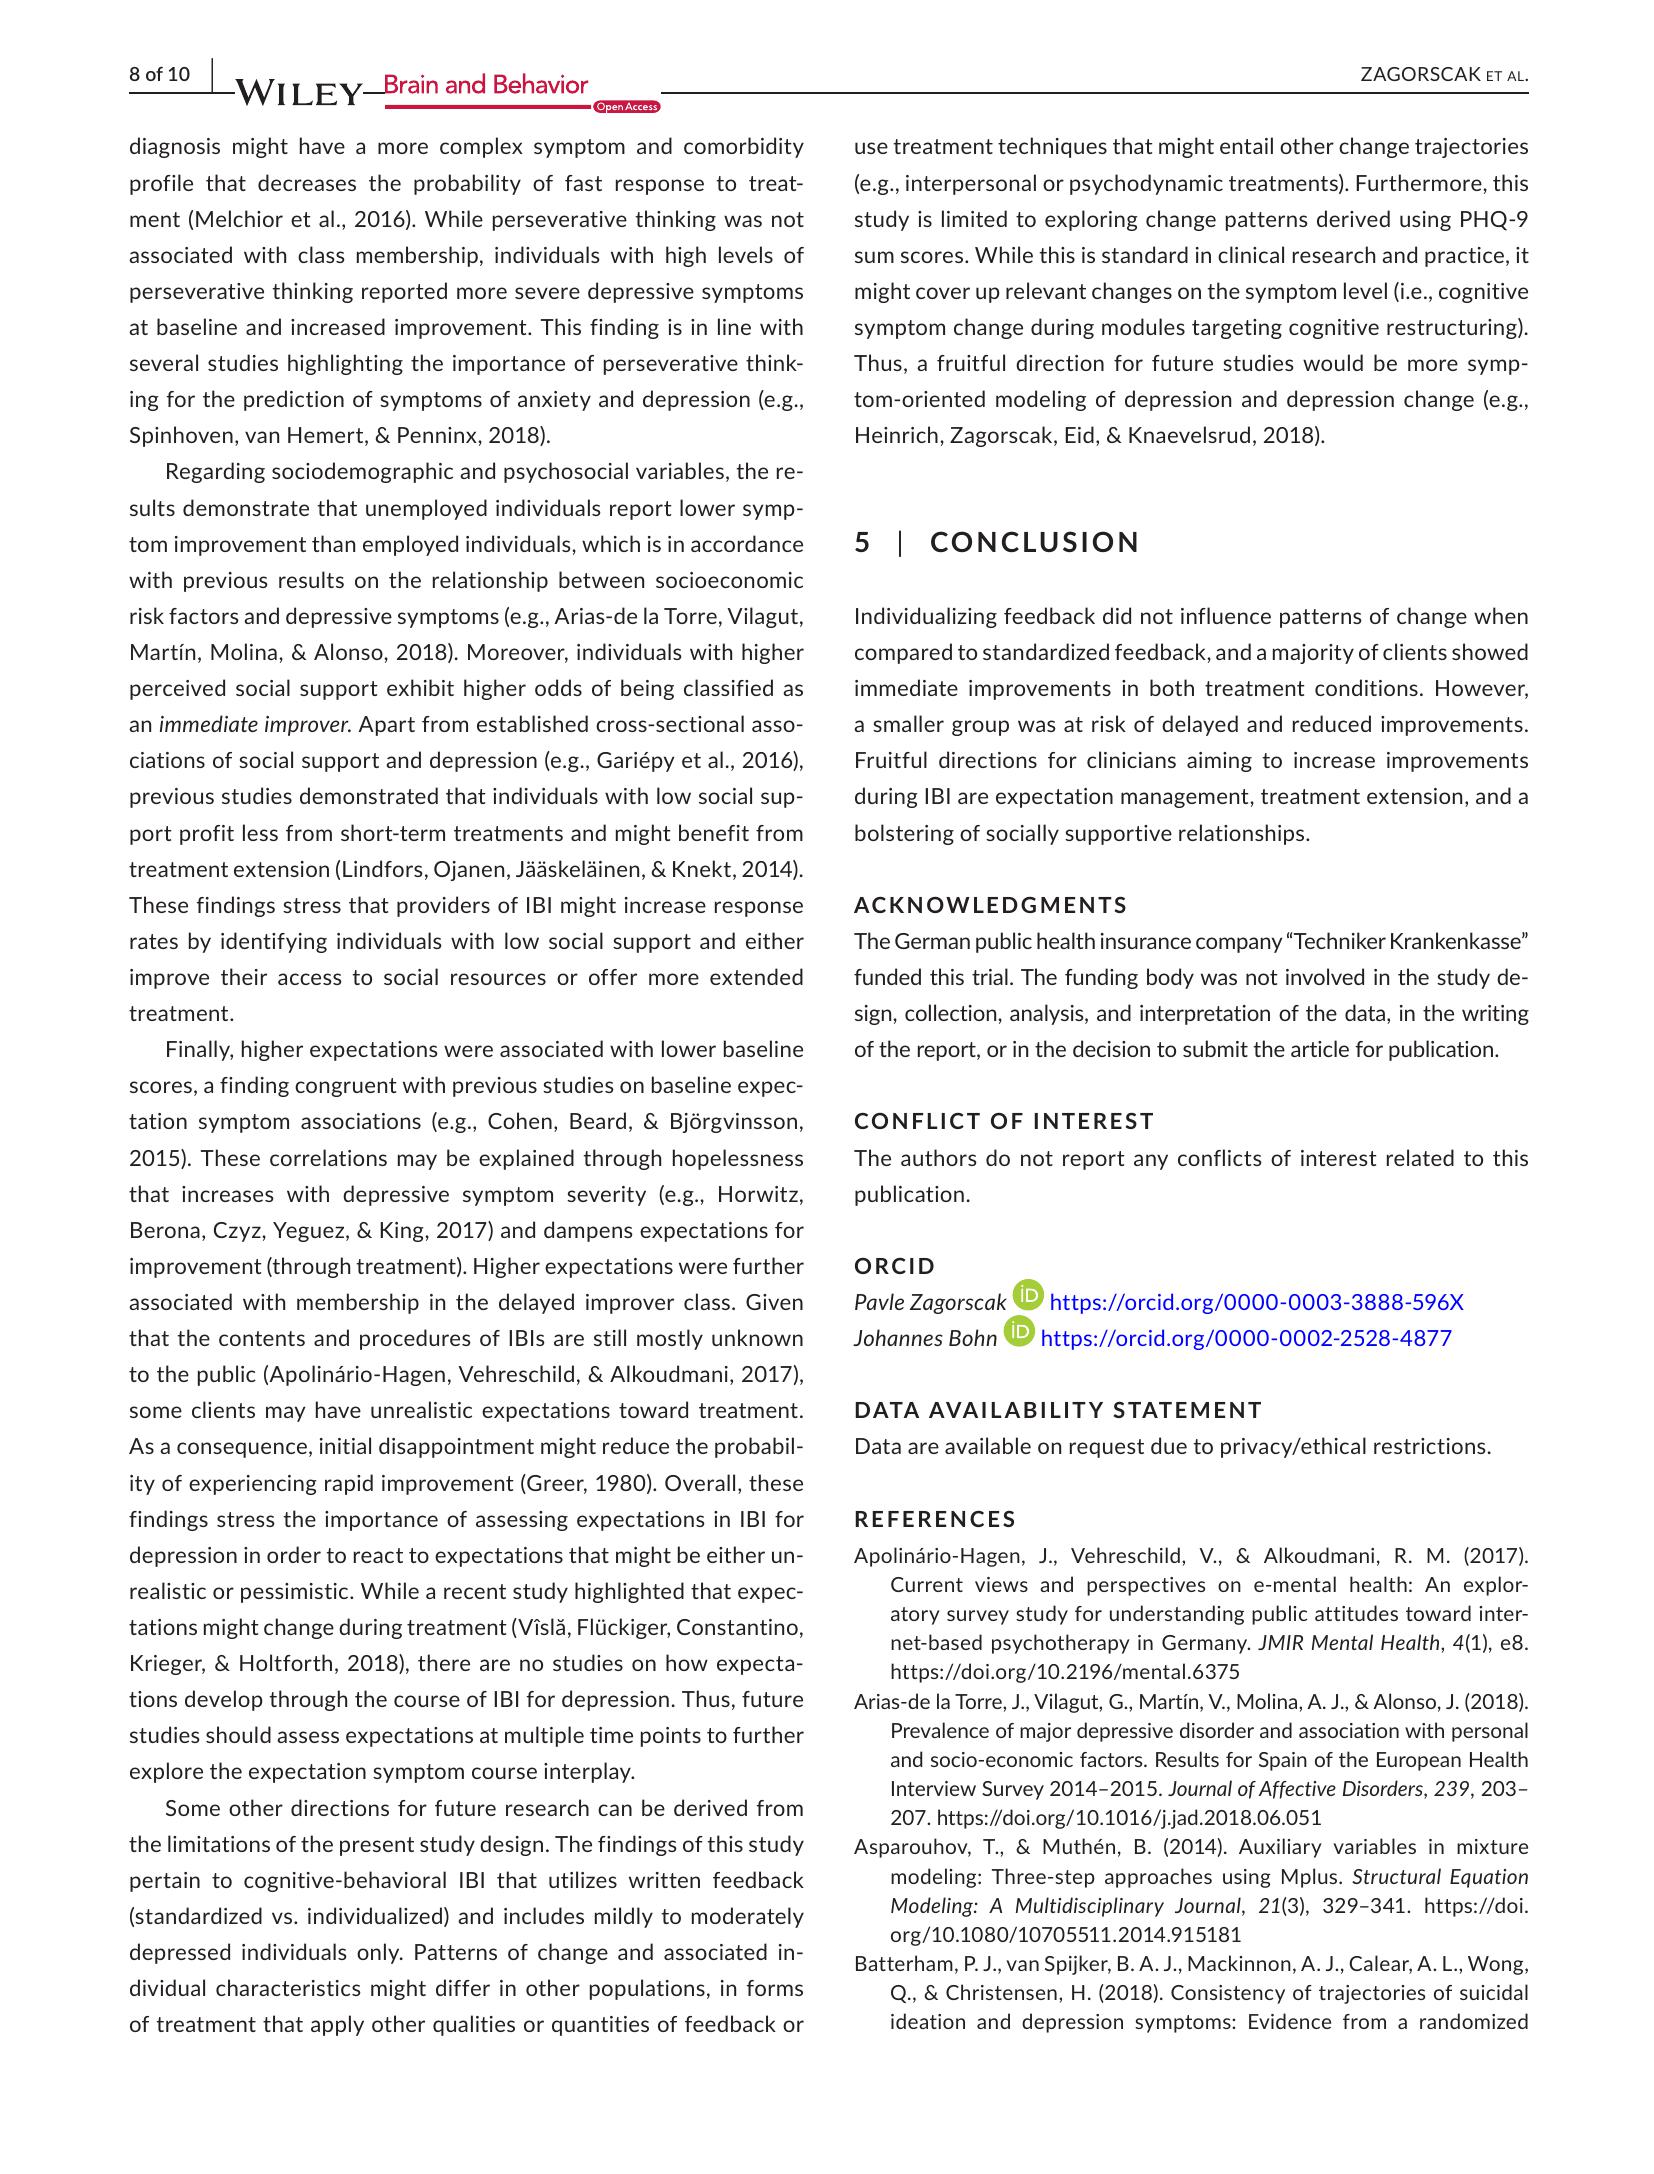 8 of 10
WILEY Brain and Behavior
Open Access
ZAGORSCAK ET AL.
diagnosis might have a more complex symptom and comorbidity
profile that decreases the probability of fast response to treat-
ment (Melchior et al., 2016). While perseverative thinking was not
associated with class membership, individuals with high levels of
perseverative thinking reported more severe depressive symptoms
at baseline and increased improvement. This finding is in line with
several studies highlighting the importance of perseverative think-
ing for the prediction of symptoms of anxiety and depression (e.g.,
Spinhoven, van Hemert, & Penninx, 2018).
Regarding sociodemographic and psychosocial variables, the re-
sults demonstrate that unemployed individuals report lower symp-
tom improvement than employed individuals, which is in accordance
with previous results on the relationship between socioeconomic
risk factors and depressive symptoms (e.g., Arias-de la Torre, Vilagut,
Martín, Molina, & Alonso, 2018). Moreover, individuals with higher
perceived social support exhibit higher odds of being classified as
an immediate improver. Apart from established cross-sectional asso-
ciations of social support and depression (e.g., Gariépy et al., 2016),
previous studies demonstrated that individuals with low social sup-
port profit less from short-term treatments and might benefit from
treatment extension (Lindfors, Ojanen, Jääskeläinen, & Knekt, 2014).
These findings stress that providers of IBI might increase response
rates by identifying individuals with low social support and either
improve their access to social resources or offer more extended
treatment.
Finally, higher expectations were associated with lower baseline
scores, a finding congruent with previous studies on baseline expec-
tation symptom associations (e.g., Cohen, Beard, & Björgvinsson,
2015). These correlations may be explained through hopelessness
that increases with depressive symptom severity (e.g., Horwitz,
Berona, Czyz, Yeguez, & King, 2017) and dampens expectations for
improvement (through treatment). Higher expectations were further
associated with membership in the delayed improver class. Given
that the contents and procedures of IBIs are still mostly unknown
to the public (Apolinário-Hagen, Vehreschild, & Alkoudmani, 2017),
some clients may have unrealistic expectations toward treatment.
As a consequence, initial disappointment might reduce the probabil-
ity of experiencing rapid improvement (Greer, 1980). Overall, these
findings stress the importance of assessing expectations in IBI for
depression in order to react to expectations that might be either un-
realistic or pessimistic. While a recent study highlighted that expec-
tations might change during treatment (Vîslă, Flückiger, Constantino,
Krieger, & Holtforth, 2018), there are no studies on how expecta-
tions develop through the course of IBI for depression. Thus, future
studies should assess expectations at multiple time points to further
explore the expectation symptom course interplay.
Some other directions for future research can be derived from
the limitations of the present study design. The findings of this study
pertain to cognitive-behavioral IBI that utilizes written feedback
(standardized vs. individualized) and includes mildly to moderately
depressed individuals only. Patterns of change and associated in-
dividual characteristics might differ in other populations, in forms
of treatment that apply other qualities or quantities of feedback or
use treatment techniques that might entail other change trajectories
(e.g., interpersonal or psychodynamic treatments). Furthermore, this
study is limited to exploring change patterns derived using PHQ-9
sum scores. While this is standard in clinical research and practice, it
might cover up relevant changes on the symptom level (i.e., cognitive
symptom change during modules targeting cognitive restructuring).
Thus, a fruitful direction for future studies would be more symp-
tom-oriented modeling of depression and depression change (e.g.,
Heinrich, Zagorscak, Eid, & Knaevelsrud, 2018).
5 | CONCLUSION
Individualizing feedback did not influence patterns of change when
compared to standardized feedback, and a majority of clients showed
immediate improvements in both treatment conditions. However,
a smaller group was at risk of delayed and reduced improvements.
Fruitful directions for clinicians aiming to increase improvements
during IBI are expectation management, treatment extension, and a
bolstering of socially supportive relationships.
ACKNOWLEDGMENTS
The German public health insurance company “Techniker Krankenkasse”
funded this trial. The funding body was not involved in the study de-
sign, collection, analysis, and interpretation of the data, in the writing
of the report, or in the decision to submit the article for publication.
CONFLICT OF INTEREST
The authors do not report any conflicts of interest related to this
publication.
ORCID
Pavle Zagorscak iD https://orcid.org/0000-0003-3888-596X
Johannes Bohn iD https://orcid.org/0000-0002-2528-4877
DATA AVAILABILITY STATEMENT
Data are available on request due to privacy/ethical restrictions.
REFERENCES
Apolinário-Hagen, J., Vehreschild, V., & Alkoudmani, R. M. (2017).
Current views and perspectives on e-mental health: An explor-
atory survey study for understanding public attitudes toward inter-
net-based psychotherapy in Germany. JMIR Mental Health, 4(1), e8.
https://doi.org/10.2196/mental.6375
Arias-de la Torre, J., Vilagut, G., Martín, V., Molina, A. J., & Alonso, J. (2018).
Prevalence of major depressive disorder and association with personal
and socio-economic factors. Results for Spain of the European Health
Interview Survey 2014–2015. Journal of Affective Disorders, 239, 203–
207. https://doi.org/10.1016/j.jad.2018.06.051
Asparouhov, T., & Muthén, B. (2014). Auxiliary variables in mixture
modeling: Three-step approaches using Mplus. Structural Equation
Modeling: A Multidisciplinary Journal, 21(3), 329–341. https://doi.
org/10.1080/10705511.2014.915181
Batterham, P. J., van Spijker, B. A. J., Mackinnon, A. J., Calear, A. L., Wong,
Q., & Christensen, H. (2018). Consistency of trajectories of suicidal
ideation and depression symptoms: Evidence from a randomized